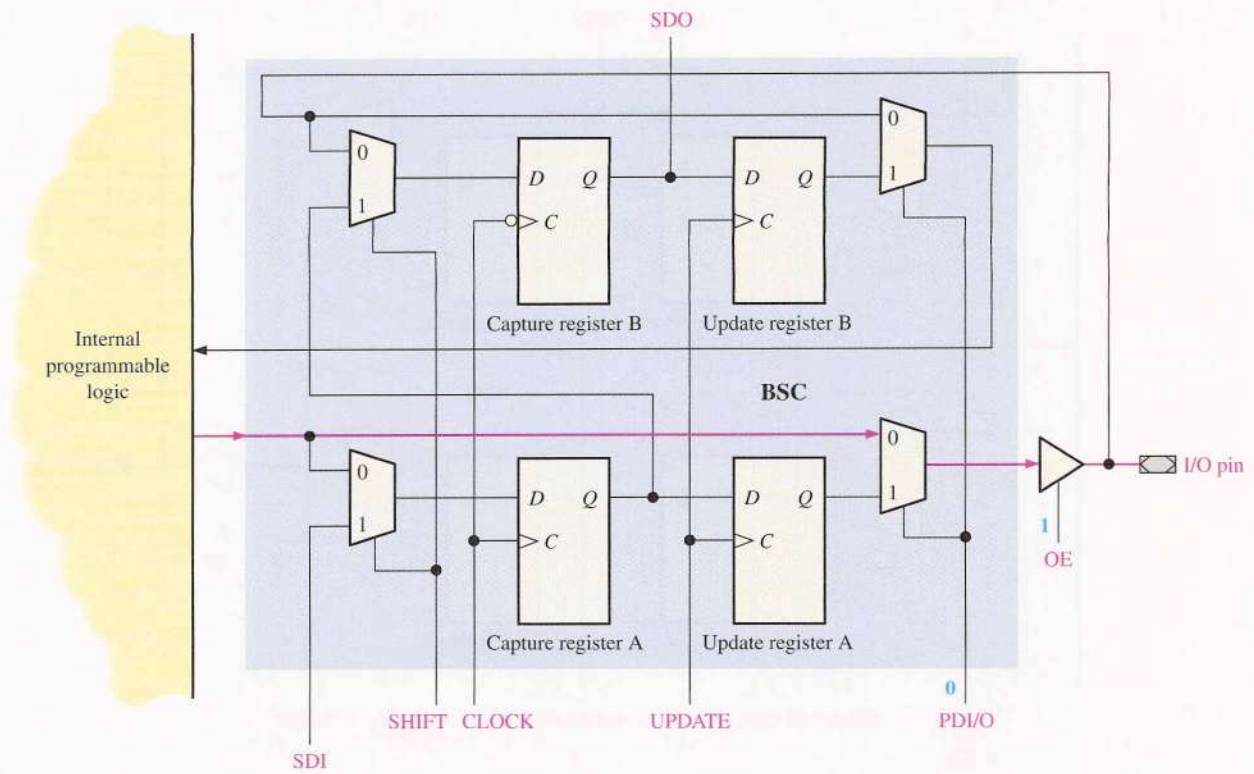 SDO
0
0
1
D Q
C
D Q
C
1
Capture register B
Update register B
Internal
programmable
logic
BSC
0
0
1
D Q
C
D Q
C
1
I/O pin
1
OE
Capture register A
Update register A
0
SHIFT
CLOCK
UPDATE
PDI/O
SDI